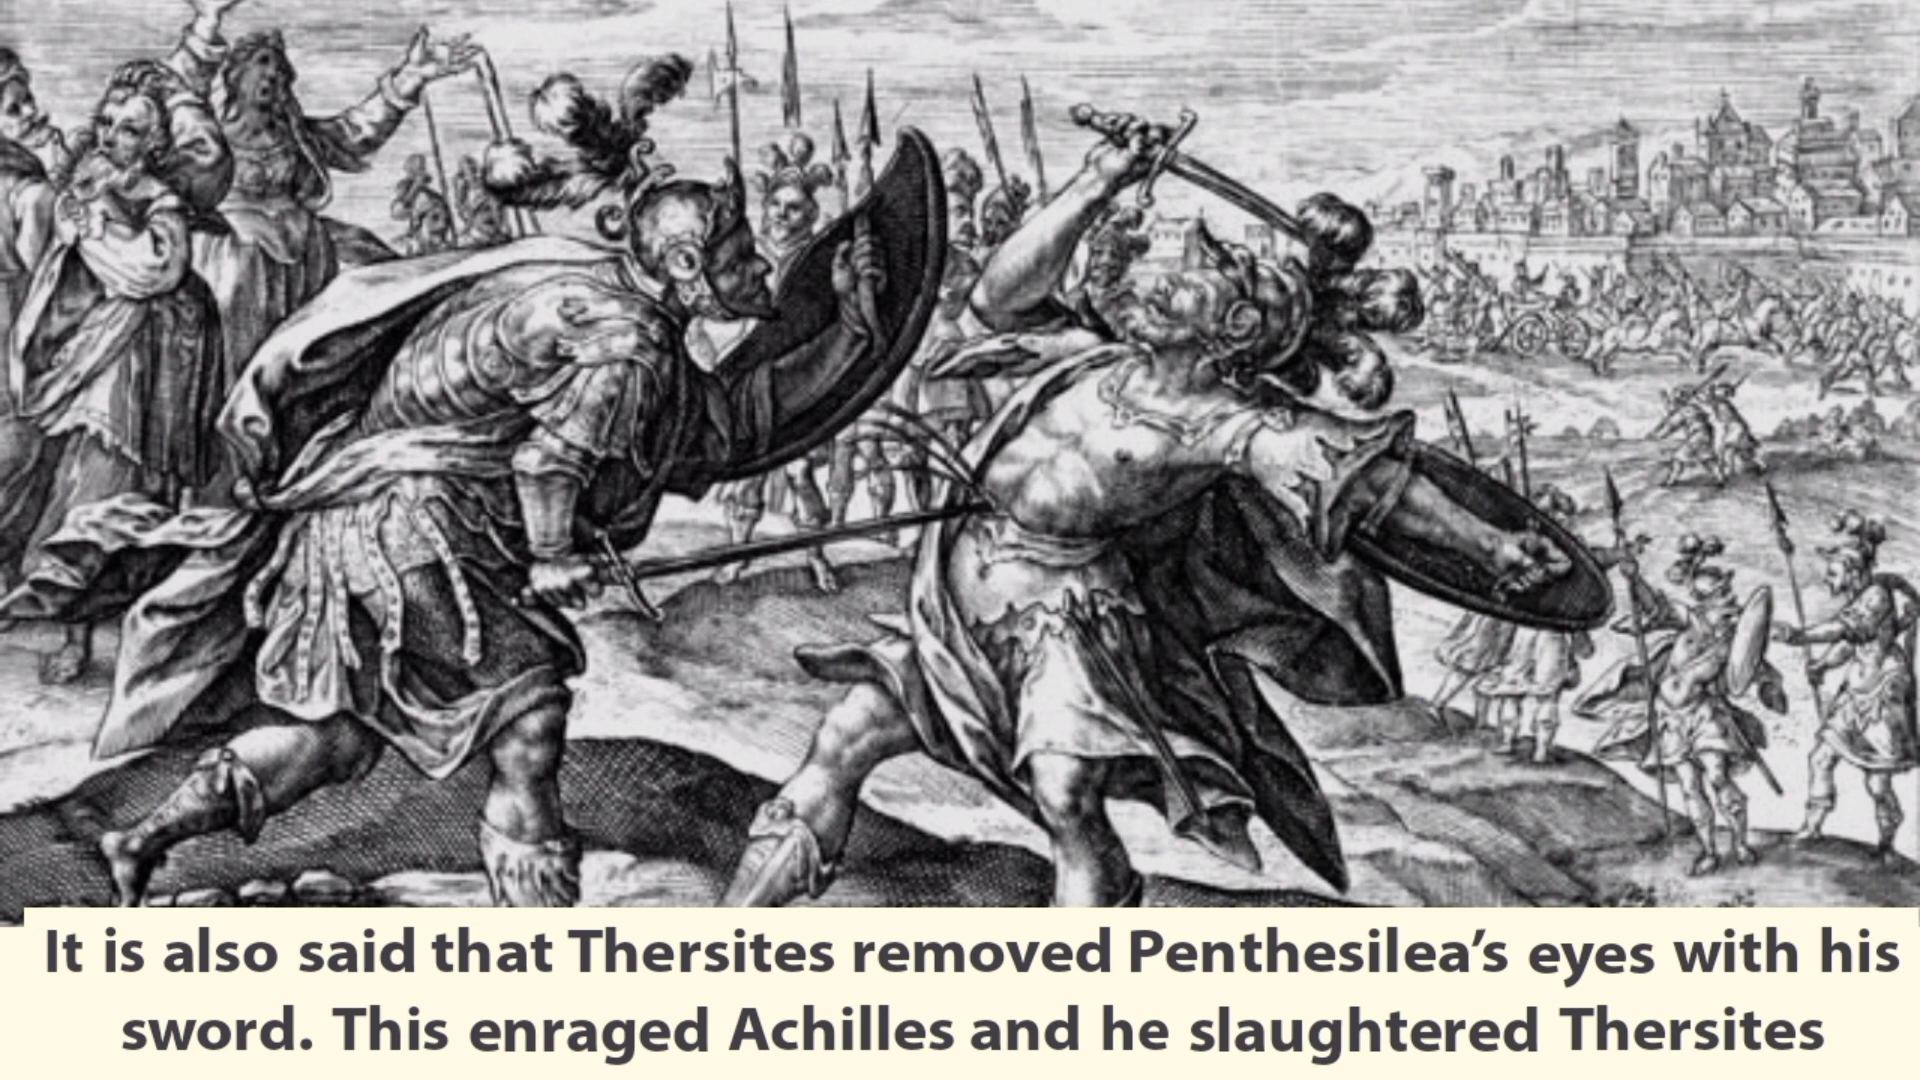 It is also said that Thersites removed Penthesilea’s eyes with his
sword. This enraged Achilles and he slaughtered Thersites